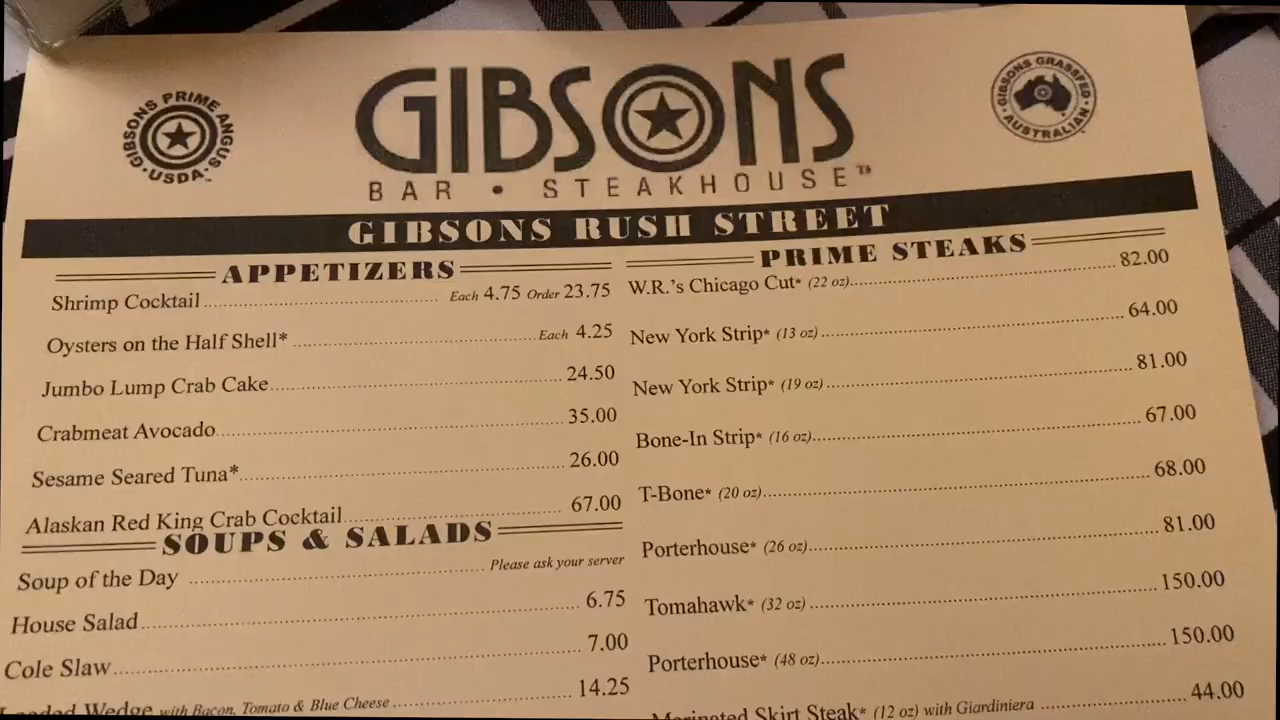 GIBSONS PRIME ANGUS
USDA
GIBSONS
BAR • STEAKHOUSE™
GIBSONS GRASSFED
AUSTRALIAN
GIBSONS RUSH STREET
APPETIZERS
Shrimp Cocktail Each 4.75 Order 23.75
Oysters on the Half Shell* Each 4.25
Jumbo Lump Crab Cake 24.50
Crabmeat Avocado 35.00
Sesame Seared Tuna* 26.00
Alaskan Red King Crab Cocktail 67.00
SOUPS & SALADS
Soup of the Day Please ask your server
House Salad 6.75
Cole Slaw 7.00
Wedge with Bacon, Tomato & Blue Cheese 14.25
PRIME STEAKS
W.R.'s Chicago Cut* (22 oz) 82.00
New York Strip* (13 oz) 64.00
New York Strip* (19 oz) 81.00
Bone-In Strip* (16 oz) 67.00
T-Bone* (20 oz) 68.00
Porterhouse* (26 oz) 81.00
Tomahawk* (32 oz) 150.00
Porterhouse* (48 oz) 150.00
Marinated Skirt Steak* (12 oz) with Giardiniera 44.00